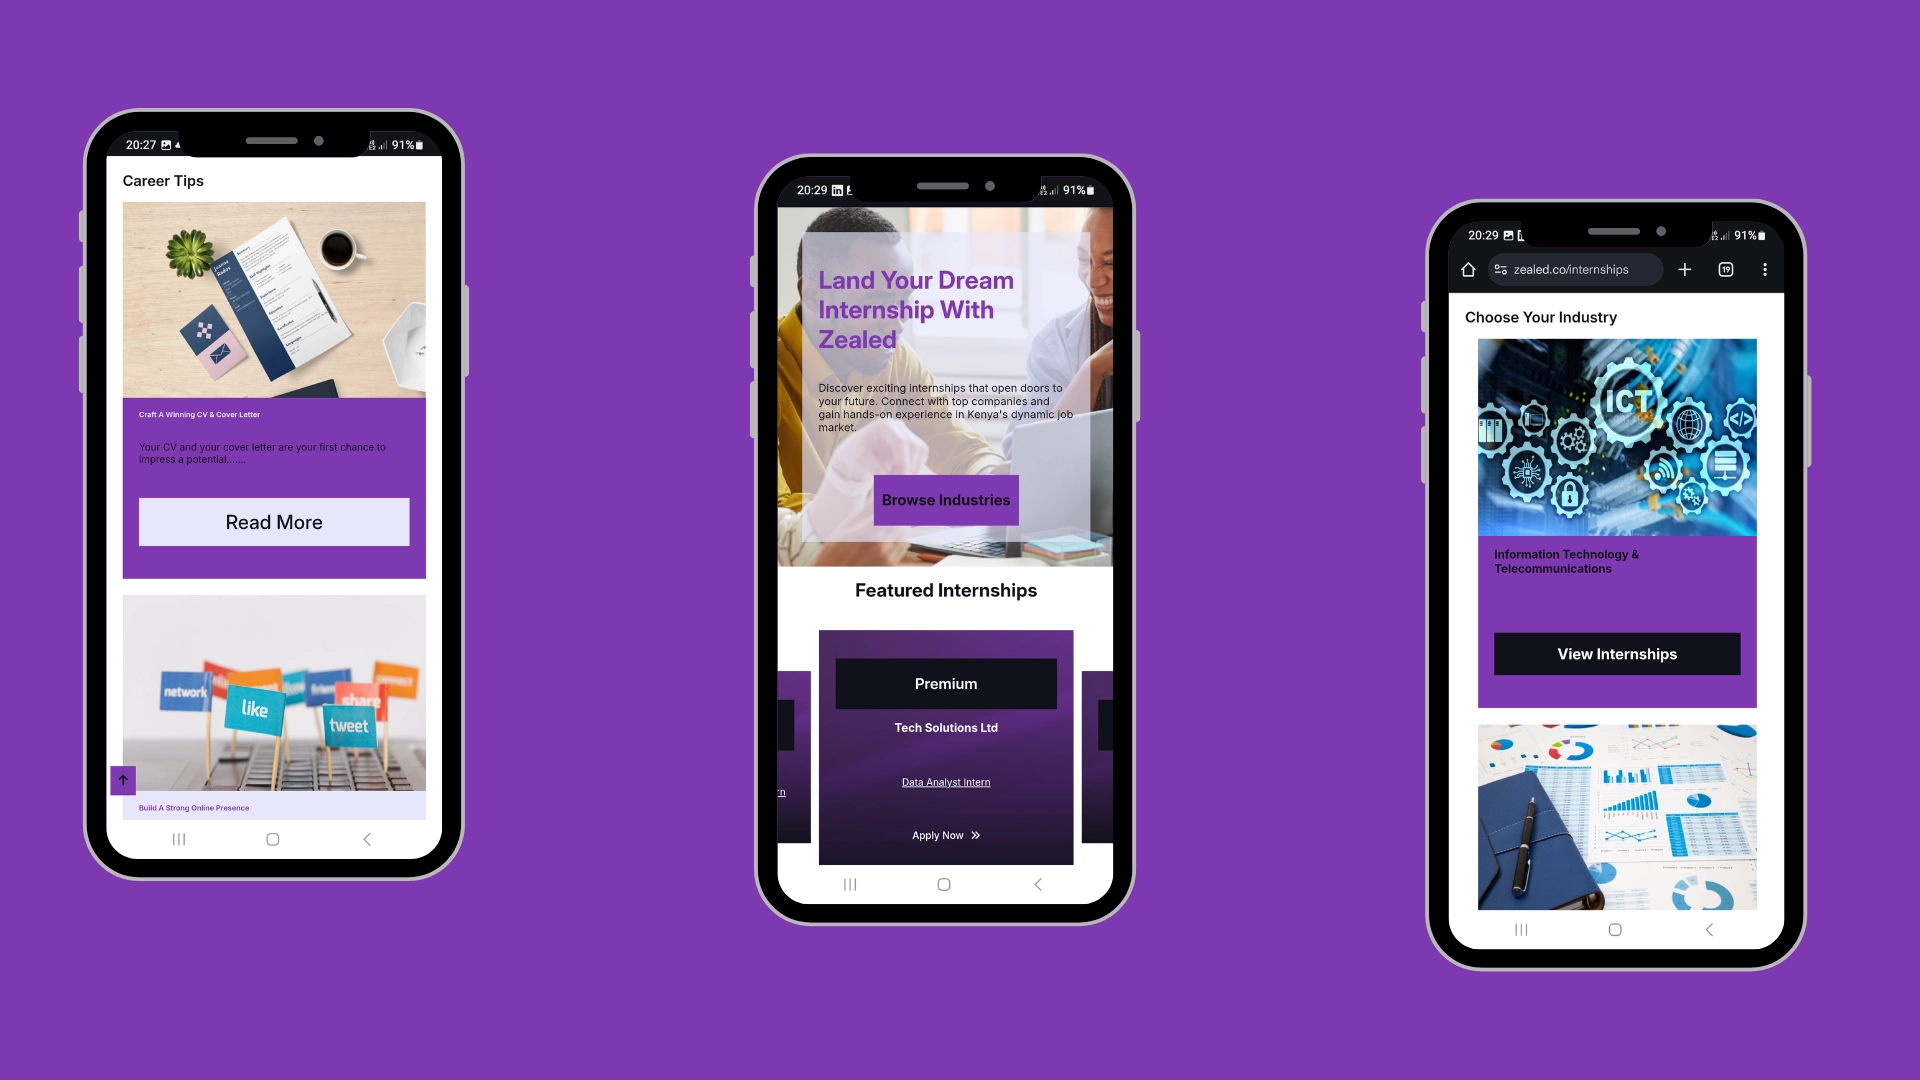 20:27
91%
Career Tips
Craft A Winning CV & Cover Letter
Your CV and your cover letter are your first chance to
impress a potential.......
Read More
network
like
share
tweet
Build A Strong Online Presence
20:29
91%
Land Your Dream
Internship With
Zealed
Discover exciting internships that open doors to
your future. Connect with top companies and
gain hands-on experience in Kenya's dynamic job
market.
Browse Industries
Featured Internships
Premium
Tech Solutions Ltd
rn
Data Analyst Intern
Apply Now
20:29
91%
zealed.co/internships
19
Choose Your Industry
ICT
Information Technology &
Telecommunications
View Internships